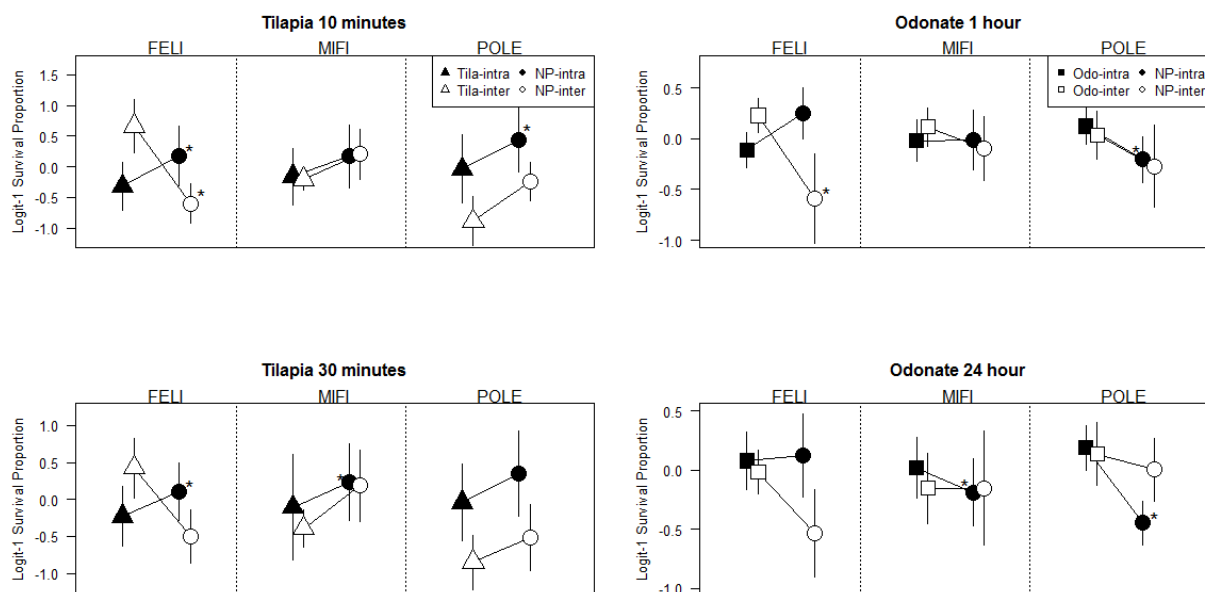 Tilapia 10 minutes
FELI MIFI POLE
Logit-1 Survival Proportion
1.5
1.0
0.5
0.0
-0.5
-1.0
Tila-intra NP-intra
Tila-inter NP-inter
*
*
*
Odonate 1 hour
FELI MIFI POLE
Logit-1 Survival Proportion
0.5
0.0
-0.5
-1.0
Odo-intra NP-intra
Odo-inter NP-inter
*
*
Tilapia 30 minutes
FELI MIFI POLE
Logit-1 Survival Proportion
1.0
0.5
0.0
-0.5
-1.0
*
*
Odonate 24 hour
FELI MIFI POLE
Logit-1 Survival Proportion
0.5
0.0
-0.5
-1.0
*
*